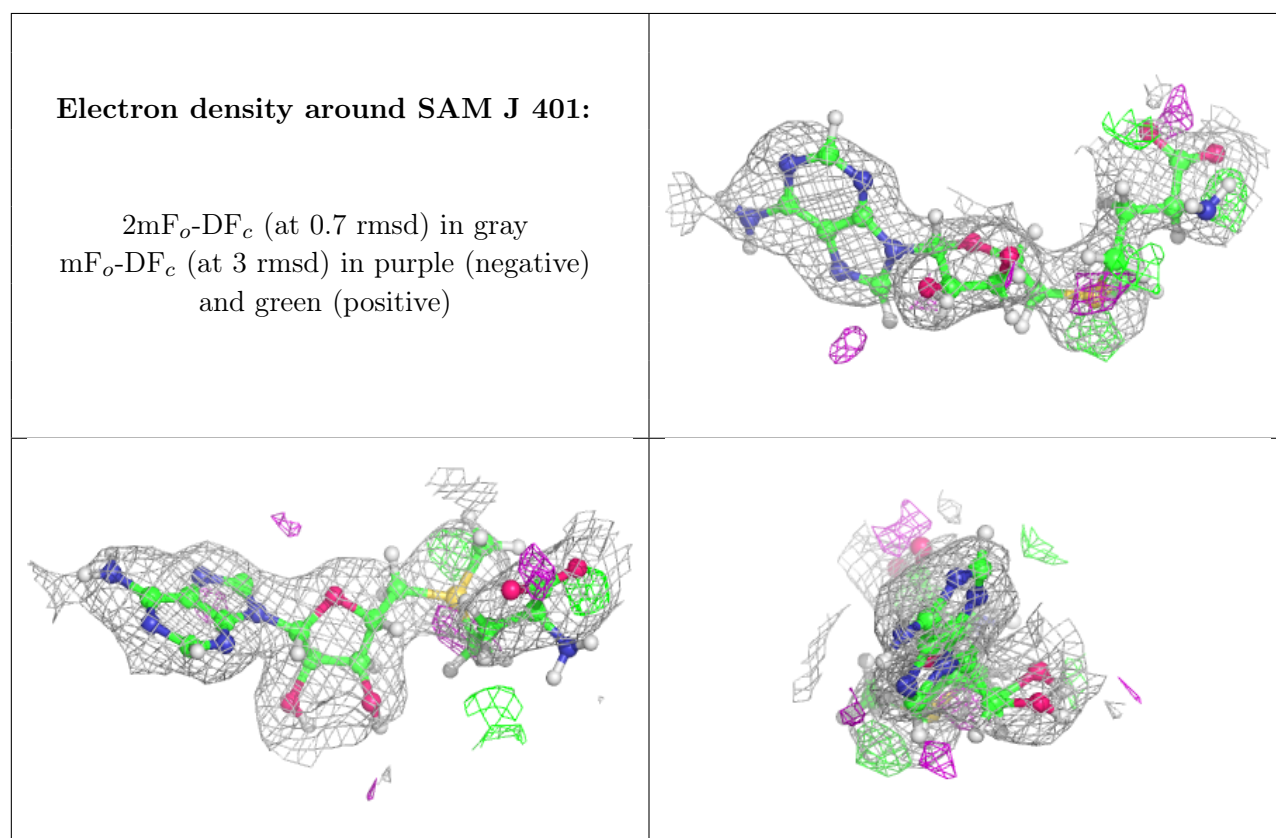 Electron density around SAM J 401:
2mFo-DFc (at 0.7 rmsd) in gray
mFo-DFc (at 3 rmsd) in purple (negative)
and green (positive)